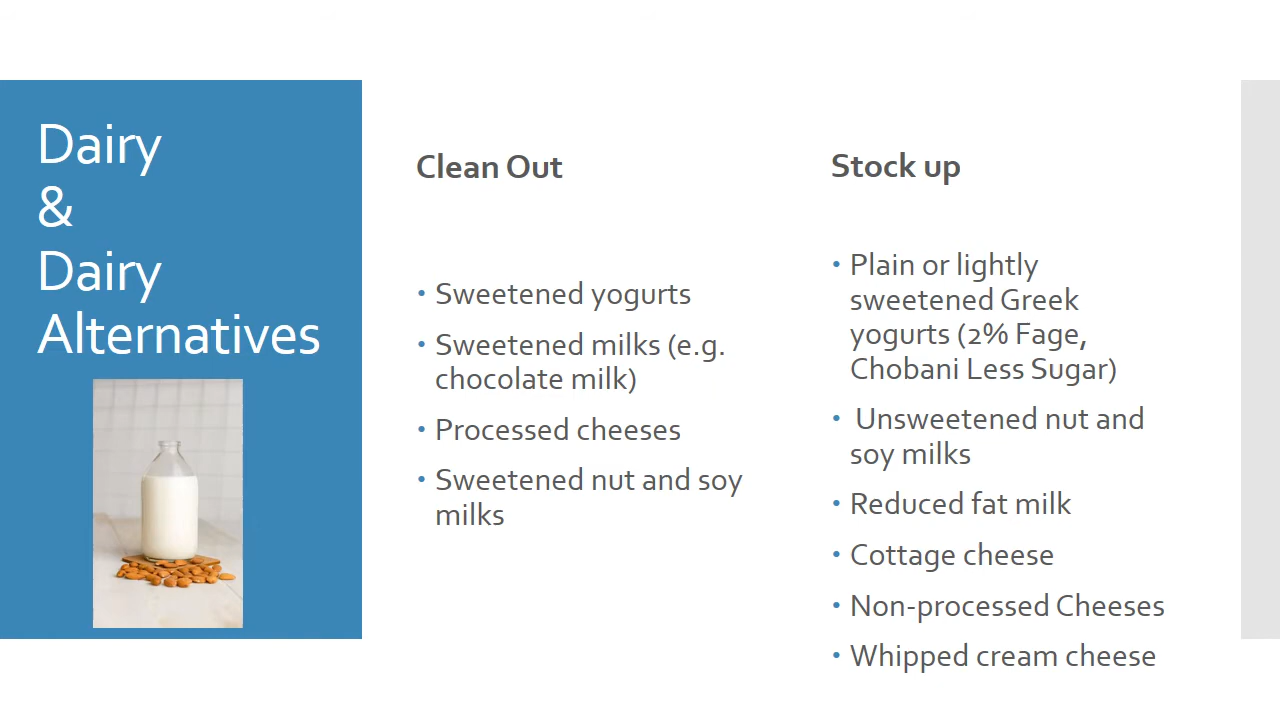 Dairy
&
Dairy
Alternatives
Clean Out
• Sweetened yogurts
• Sweetened milks (e.g.
chocolate milk)
• Processed cheeses
• Sweetened nut and soy
milks
Stock up
• Plain or lightly
sweetened Greek
yogurts (2% Fage,
Chobani Less Sugar)
• Unsweetened nut and
soy milks
• Reduced fat milk
• Cottage cheese
• Non-processed Cheeses
• Whipped cream cheese